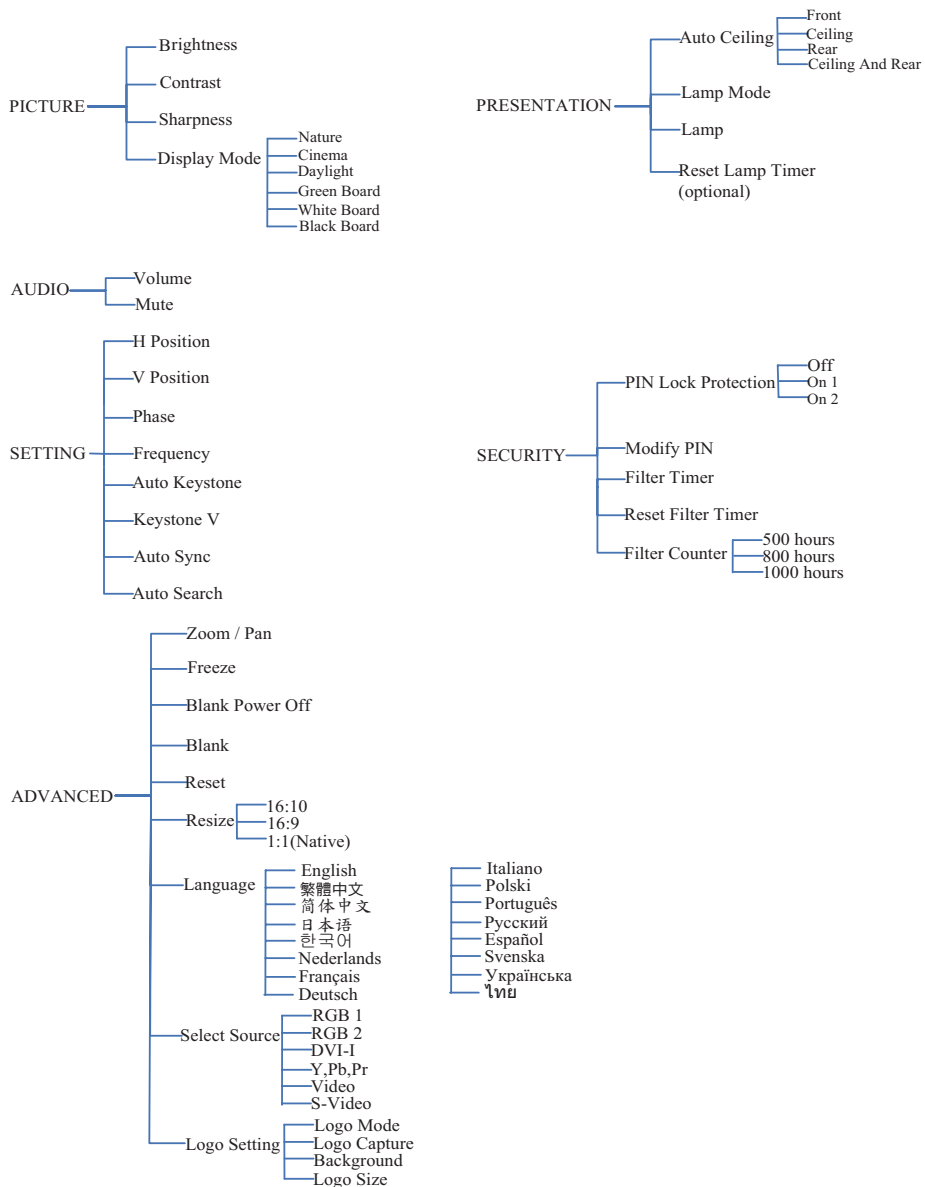 PICTURE
Brightness
Contrast
Sharpness
Display Mode
Nature
Cinema
Daylight
Green Board
White Board
Black Board
PRESENTATION
Auto Ceiling
Front
Ceiling
Rear
Ceiling And Rear
Lamp Mode
Lamp
Reset Lamp Timer
(optional)
AUDIO
Volume
Mute
SETTING
H Position
V Position
Phase
Frequency
Auto Keystone
Keystone V
Auto Sync
Auto Search
SECURITY
PIN Lock Protection
Off
On 1
On 2
Modify PIN
Filter Timer
Reset Filter Timer
Filter Counter
500 hours
800 hours
1000 hours
ADVANCED
Zoom / Pan
Freeze
Blank Power Off
Blank
Reset
Resize
16:10
16:9
1:1(Native)
Language
English
繁體中文
简体中文
日本语
한국어
Nederlands
Français
Deutsch
Italiano
Polski
Português
Русский
Español
Svenska
Українська
ไทย
Select Source
RGB 1
RGB 2
DVI-I
Y,Pb,Pr
Video
S-Video
Logo Setting
Logo Mode
Logo Capture
Background
Logo Size